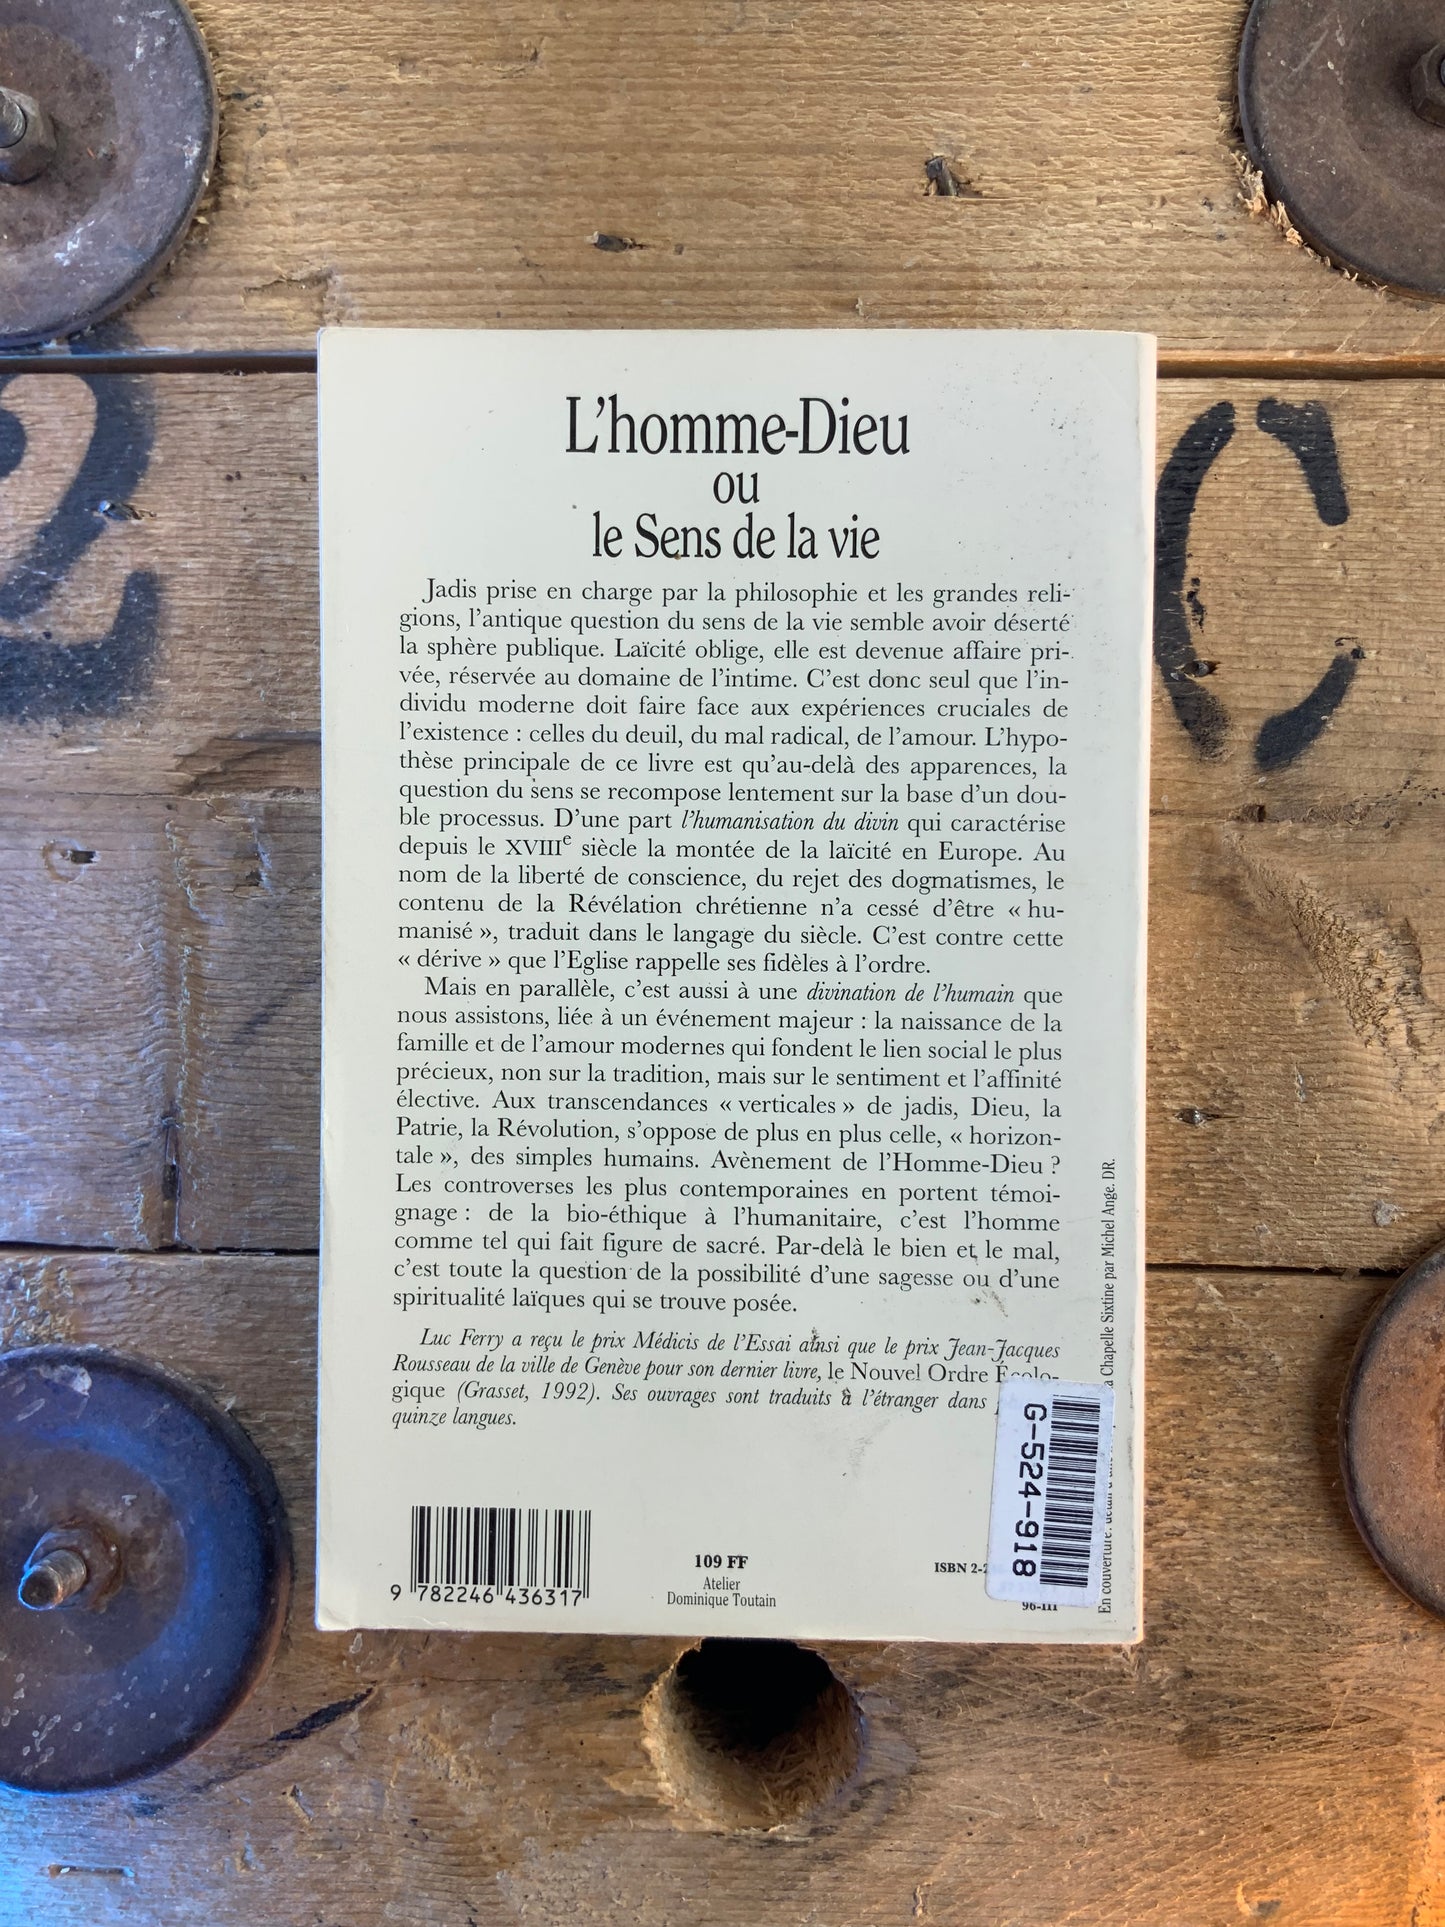 2
C
L'homme-Dieu
ou
le Sens de la vie
Jadis prise en charge par la philosophie et les grandes reli-
gions, l'antique question du sens de la vie semble avoir déserté
la sphère publique. Laïcité oblige, elle est devenue affaire pri-
vée, réservée au domaine de l'intime. C'est donc seul que l'in-
dividu moderne doit faire face aux expériences cruciales de
l'existence : celles du deuil, du mal radical, de l'amour. L'hypo-
thèse principale de ce livre est qu'au-delà des apparences, la
question du sens se recompose lentement sur la base d'un dou-
ble processus. D'une part l'humanisation du divin qui caractérise
depuis le XVIIIe siècle la montée de la laïcité en Europe. Au
nom de la liberté de conscience, du rejet des dogmatismes, le
contenu de la Révélation chrétienne n'a cessé d'être « hu-
manisé », traduit dans le langage du siècle. C'est contre cette
« dérive » que l'Eglise rappelle ses fidèles à l'ordre.
Mais en parallèle, c'est aussi à une divination de l'humain que
nous assistons, liée à un événement majeur : la naissance de la
famille et de l'amour modernes qui fondent le lien social le plus
précieux, non sur la tradition, mais sur le sentiment et l'affinité
élective. Aux transcendances « verticales » de jadis, Dieu, la
Patrie, la Révolution, s'oppose de plus en plus celle, « horizon-
tale », des simples humains. Avènement de l'Homme-Dieu ?
Les controverses les plus contemporaines en portent témoi-
gnage : de la bio-éthique à l'humanitaire, c'est l'homme
comme tel qui fait figure de sacré. Par-delà le bien et le mal,
c'est toute la question de la possibilité d'une sagesse ou d'une
spiritualité laïques qui se trouve posée.
Luc Ferry a reçu le prix Médicis de l'Essai ainsi que le prix Jean-Jacques
Rousseau de la ville de Genève pour son dernier livre, le Nouvel Ordre Écolo-
gique (Grasset, 1992). Ses ouvrages sont traduits à l'étranger dans
quinze langues.
9 782246 436317
109 FF
Atelier
Dominique Toutain
ISBN 2-2
96-III
G-524-918
En couverture: détail d'une Chapelle Sixtine par Michel Ange. DR.